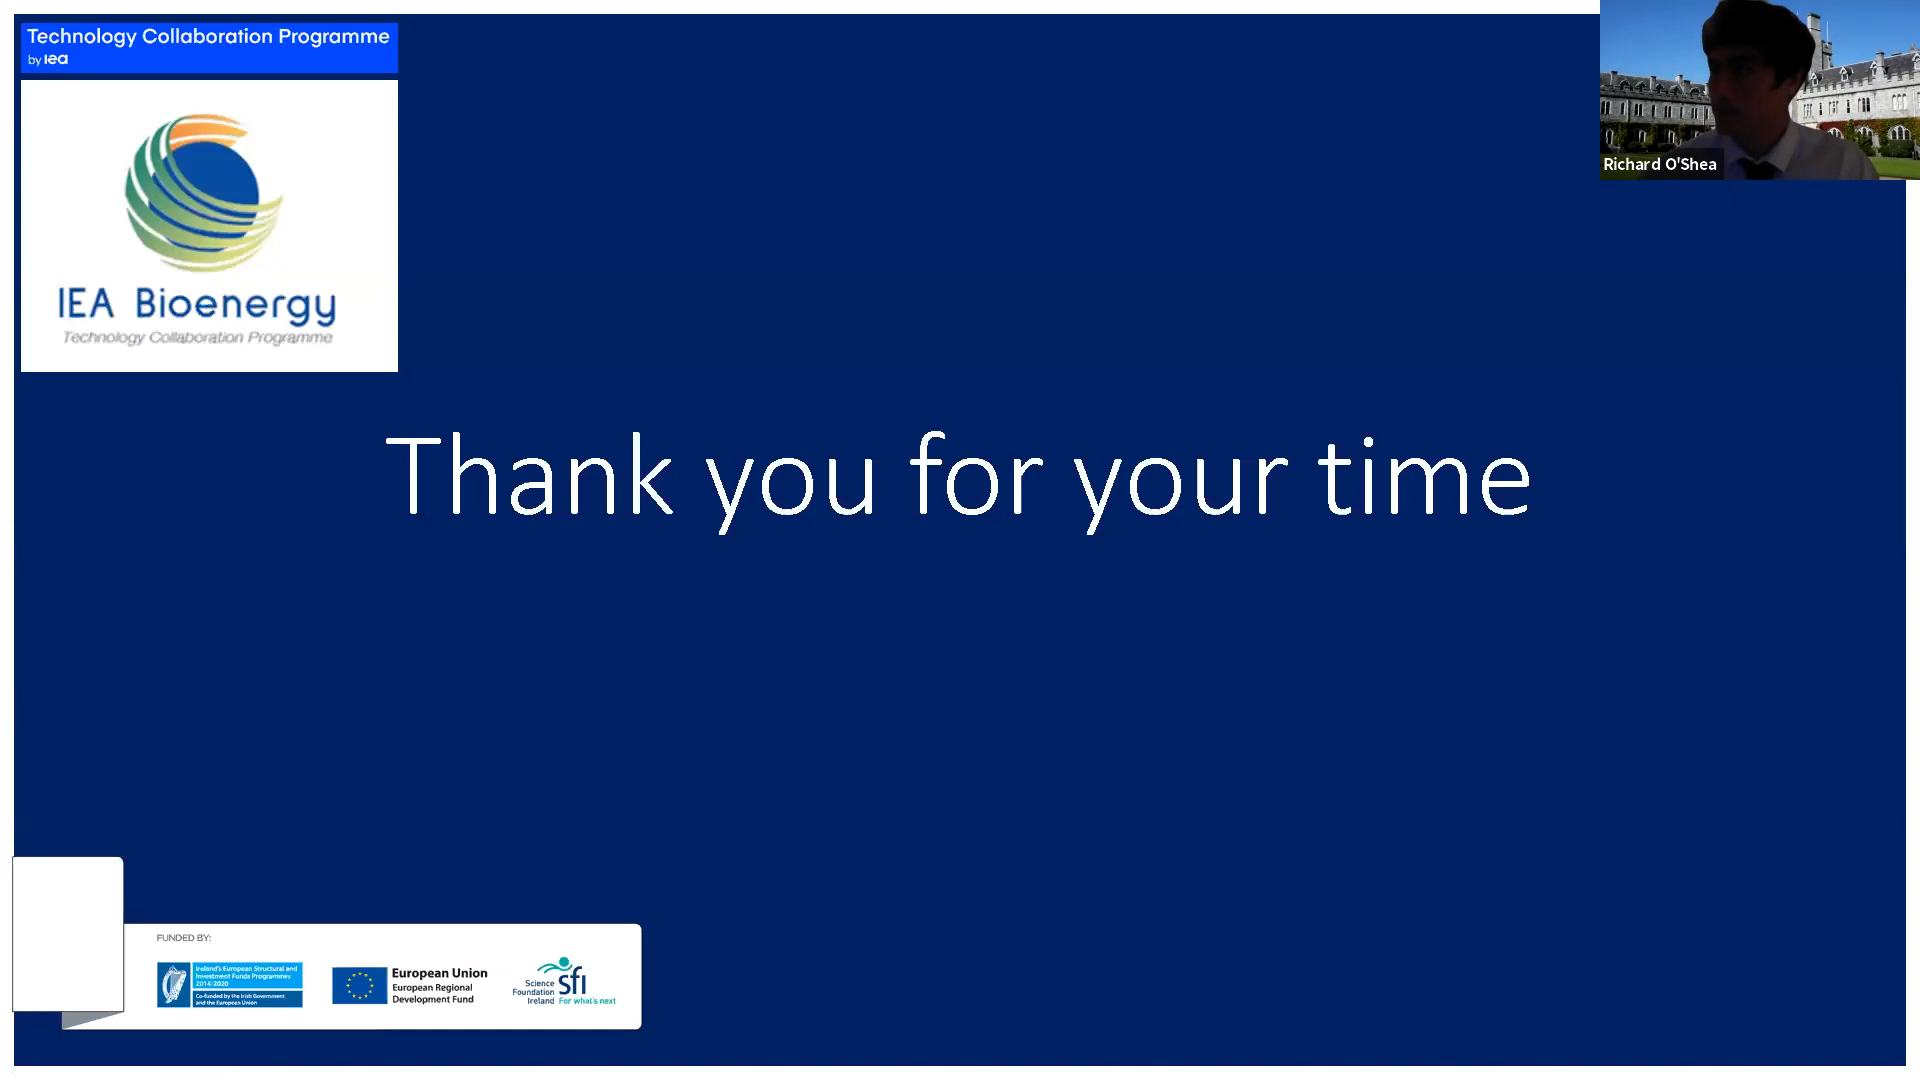 Technology Collaboration Programme
by iea
IEA Bioenergy
Technology Collaboration Programme
Richard O'Shea
Thank you for your time
FUNDED BY:
Ireland's European Structural and
Investment Funds Programmes
2014-2020
Co-funded by the Irish Government
and the European Union
European Union
European Regional
Development Fund
Science
Foundation
Ireland
sfi
For what's next